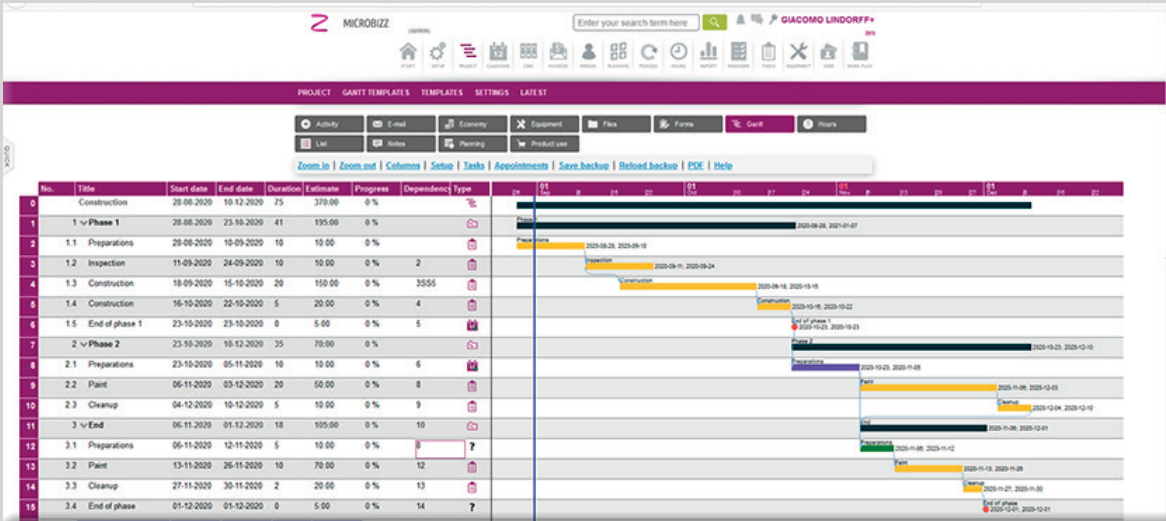 MICROBIZZ
Enter your search term here
GIACOMO LINDORFF
START SETUP PROJECT CALENDAR CRM INVOICE PERSON PLANNING PROCESS HOURS REPORT TODO EQUIPMENT USER WORK PLAN
PROJECT GANTT TEMPLATES TEMPLATES SETTINGS LATEST
QUICK
Activity E-mail Economy Equipment Files Forms Gantt Hours
List Notes Planning Product use
Zoom in | Zoom out | Columns | Setup | Tasks | Appointments | Save backup | Reload backup | PDF | Help
No. Title Start date End date Duration Estimate Progress Dependency Type 01 Sep 01 Oct 01 Nov 01 Dec
0 Construction 28-08-2020 10-12-2020 75 370:00 0 %
1 1 Phase 1 28-08-2020 23-10-2020 41 195:00 0 % Phase 1 2020-08-28; 2021-01-07
2 1.1 Preparations 28-08-2020 10-09-2020 10 10:00 0 % Preparations 2020-08-28; 2020-09-10
3 1.2 Inspection 11-09-2020 24-09-2020 10 10:00 0 % 2 Inspection 2020-09-11; 2020-09-24
4 1.3 Construction 18-09-2020 15-10-2020 20 150:00 0 % 3SS5 Construction 2020-09-18, 2020-10-15
5 1.4 Construction 16-10-2020 22-10-2020 5 20:00 0 % 4 Construction 2020-10-16, 2020-10-22
6 1.5 End of phase 1 23-10-2020 23-10-2020 0 5:00 0 % 5 End of phase 1 2020-10-23, 2020-10-23
7 2 Phase 2 23-10-2020 10-12-2020 35 70:00 0 % Phase 2 2020-10-23; 2020-12-10
8 2.1 Preparations 23-10-2020 05-11-2020 10 10:00 0 % 6 Preparations 2020-10-23, 2020-11-05
9 2.2 Paint 06-11-2020 03-12-2020 20 50:00 0 % 8 Paint 2020-11-06; 2020-12-03
10 2.3 Cleanup 04-12-2020 10-12-2020 5 10:00 0 % 9 Cleanup 2020-12-04, 2020-12-10
11 3 End 06-11-2020 01-12-2020 18 105:00 0 % 10 End 2020-11-06; 2020-12-01
12 3.1 Preparations 06-11-2020 12-11-2020 5 10:00 0 % 8 ? Preparations 2020-11-06; 2020-11-12
13 3.2 Paint 13-11-2020 26-11-2020 10 70:00 0 % 12 Paint 2020-11-13, 2020-11-26
14 3.3 Cleanup 27-11-2020 30-11-2020 2 20:00 0 % 13 Cleanup 2020-11-27; 2020-11-30
15 3.4 End of phase 01-12-2020 01-12-2020 0 5:00 0 % 14 ? End of phase 2020-12-01, 2020-12-01